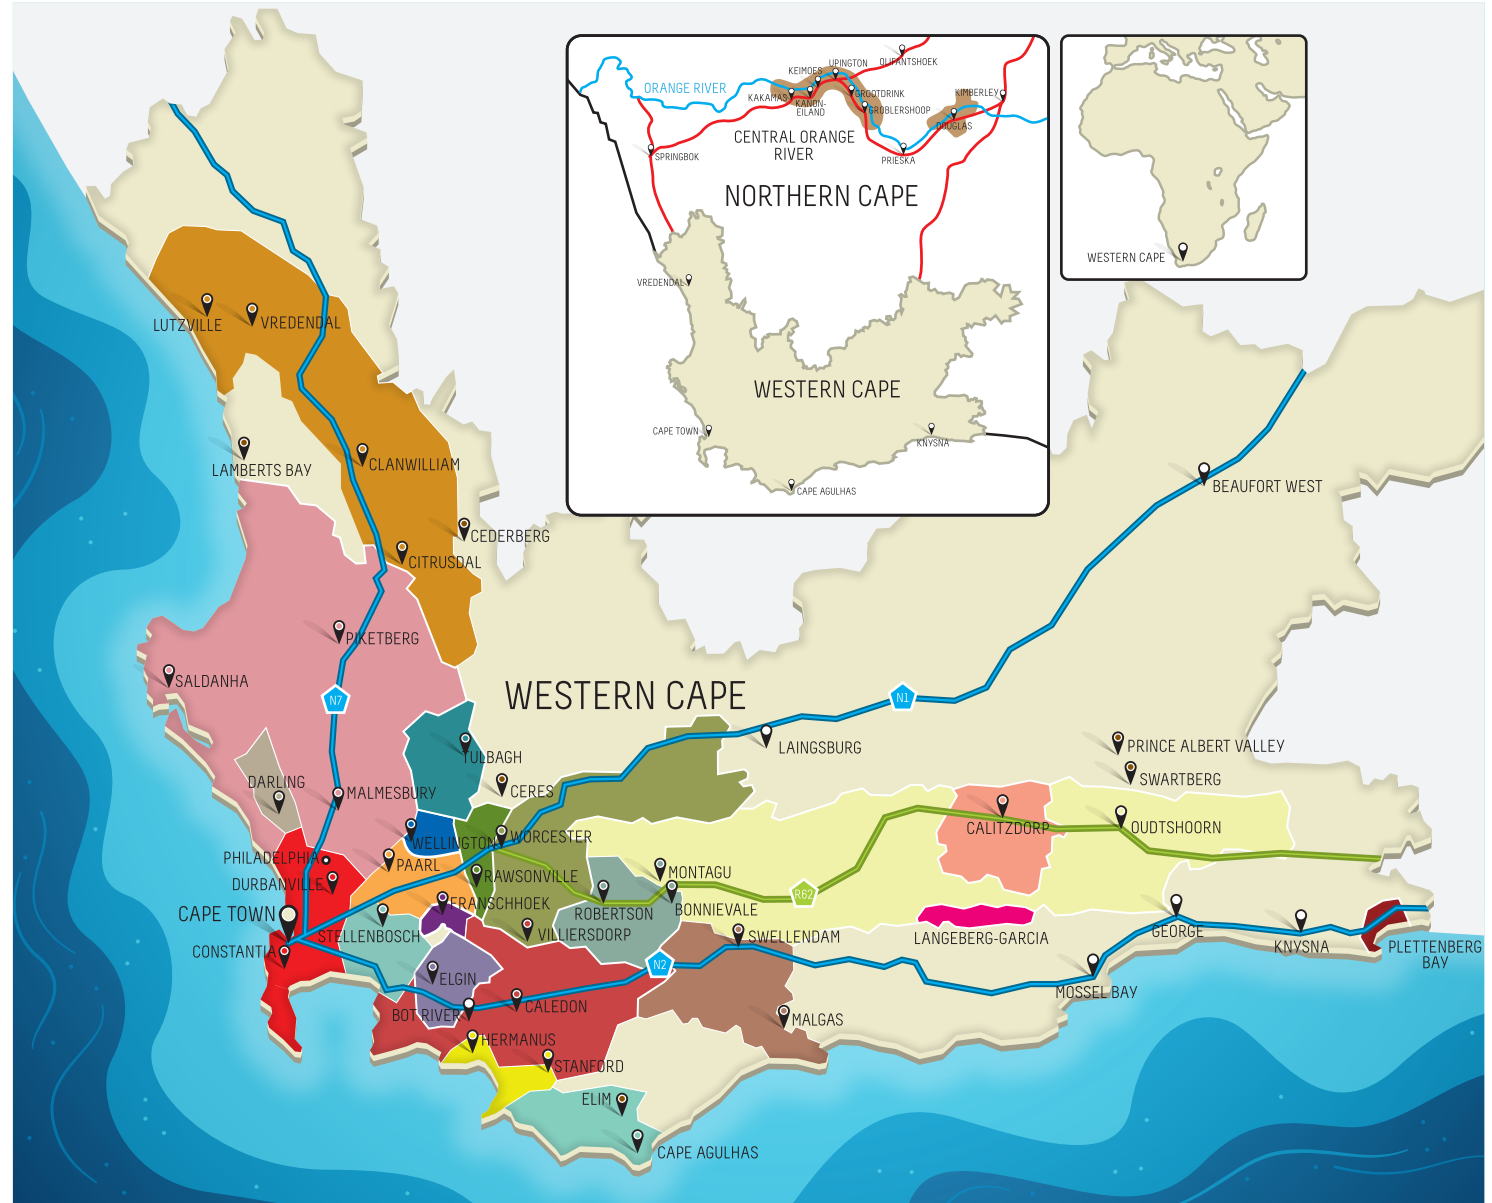 ORANGE RIVER
KEIMOES
UPINGTON
OLIFANTSHOEK
KAKAMAS
KANON-
EILAND
GROOTDRINK
GROBLERSHOOP
KIMBERLEY
DOUGLAS
CENTRAL ORANGE
RIVER
PRIESKA
SPRINGBOK
NORTHERN CAPE
VREDENDAL
WESTERN CAPE
CAPE TOWN
KNYSNA
CAPE AGULHAS
WESTERN CAPE
LUTZVILLE
VREDENDAL
LAMBERTS BAY
CLANWILLIAM
CEDERBERG
CITRUSDAL
BEAUFORT WEST
PIKETBERG
SALDANHA
WESTERN CAPE
N7
N1
LAINGSBURG
PRINCE ALBERT VALLEY
SWARTBERG
TULBAGH
DARLING
MALMESBURY
CERES
WELLINGTON
WORCESTER
CALITZDORP
OUDTSHOORN
PHILADELPHIA
PAARL
DURBANVILLE
RAWSONVILLE
MONTAGU
R62
CAPE TOWN
FRANSCHHOEK
ROBERTSON
BONNIEVALE
STELLENBOSCH
VILLIERSDORP
SWELLENDAM
LANGEBERG-GARCIA
GEORGE
KNYSNA
PLETTENBERG
BAY
CONSTANTIA
N2
ELGIN
MOSSEL BAY
BOT RIVER
CALEDON
MALGAS
HERMANUS
STANFORD
ELIM
CAPE AGULHAS